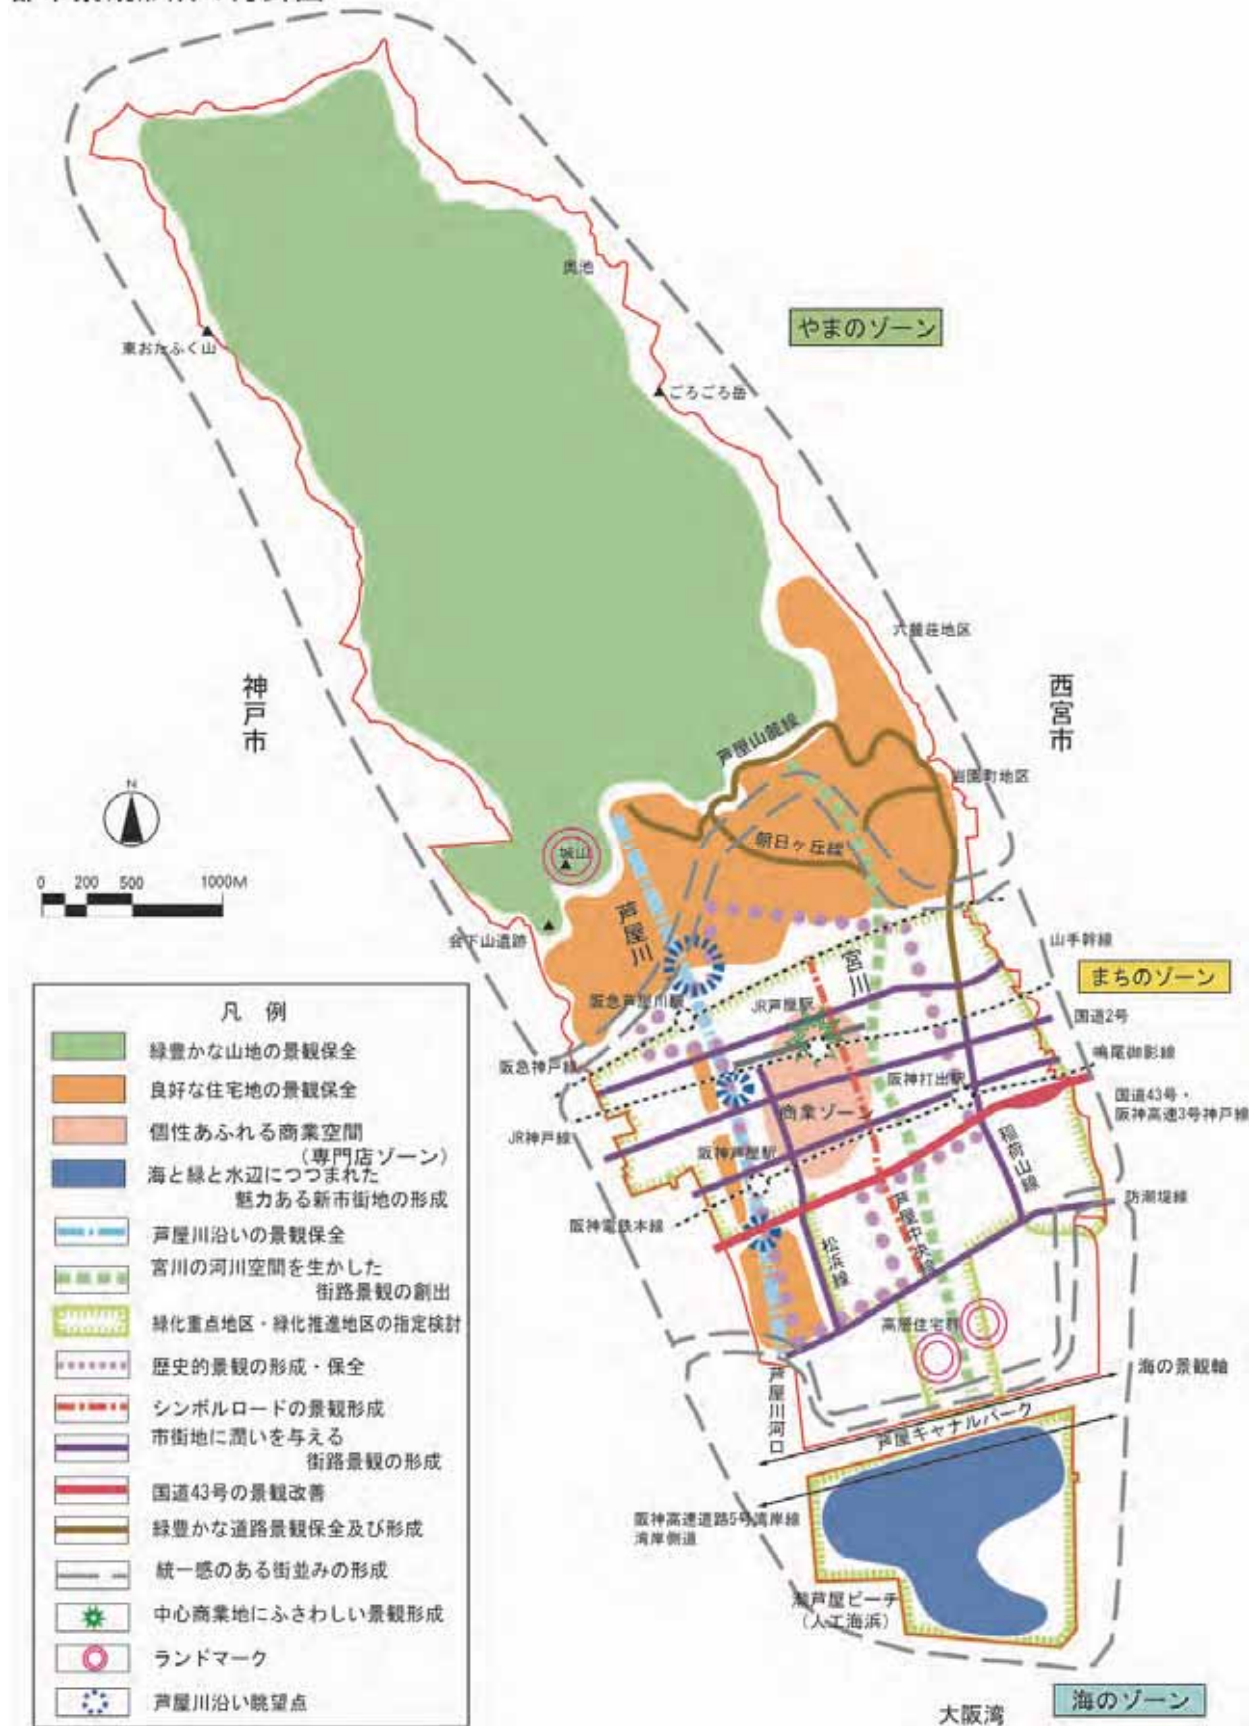 奥池
やまのゾーン
東おたふく山
ごろごろ岳
六麓荘地区
神戸市
西宮市
芦屋山麓線
岩園町地区
N
朝日ヶ丘線
城山
0 200 500 1000M
芦屋川
会下山遺跡
宮川
山手幹線
まちのゾーン
阪急芦屋川駅
JR芦屋駅
国道2号
鳴尾御影線
阪急神戸線
阪神打出駅
国道43号・
阪神高速3号神戸線
商業ゾーン
JR神戸線
阪神芦屋駅
稲荷山線
防潮堤線
阪神電鉄本線
松浜線
芦屋中央線
高層住宅群
海の景観軸
芦屋川河口
芦屋キャナルパーク
阪神高速道路5号湾岸線
湾岸側道
潮芦屋ビーチ
(人工海浜)
大阪湾
海のゾーン
凡例
緑豊かな山地の景観保全
良好な住宅地の景観保全
個性あふれる商業空間
(専門店ゾーン)
海と緑と水辺につつまれた
魅力ある新市街地の形成
芦屋川沿いの景観保全
宮川の河川空間を生かした
街路景観の創出
緑化重点地区・緑化推進地区の指定検討
歴史的景観の形成・保全
シンボルロードの景観形成
市街地に潤いを与える
街路景観の形成
国道43号の景観改善
緑豊かな道路景観保全及び形成
統一感のある街並みの形成
中心商業地にふさわしい景観形成
ランドマーク
芦屋川沿い眺望点